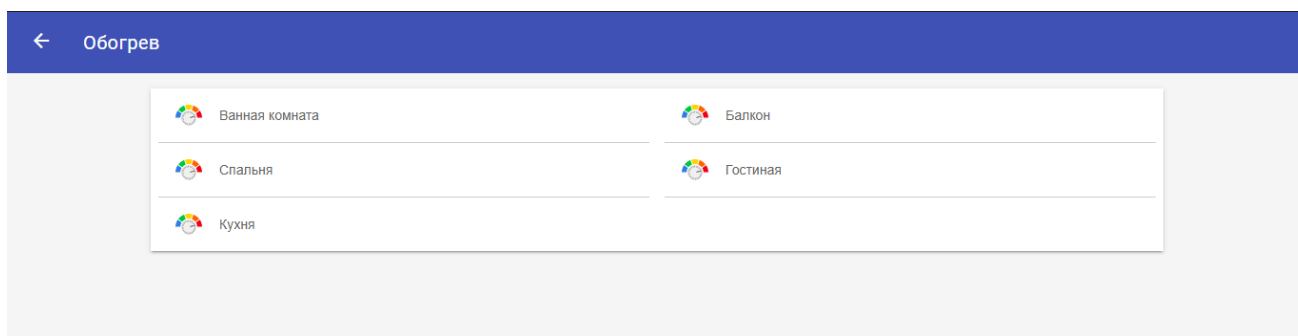 Обогрев
Ванная комната
Балкон
Спальня
Гостиная
Кухня